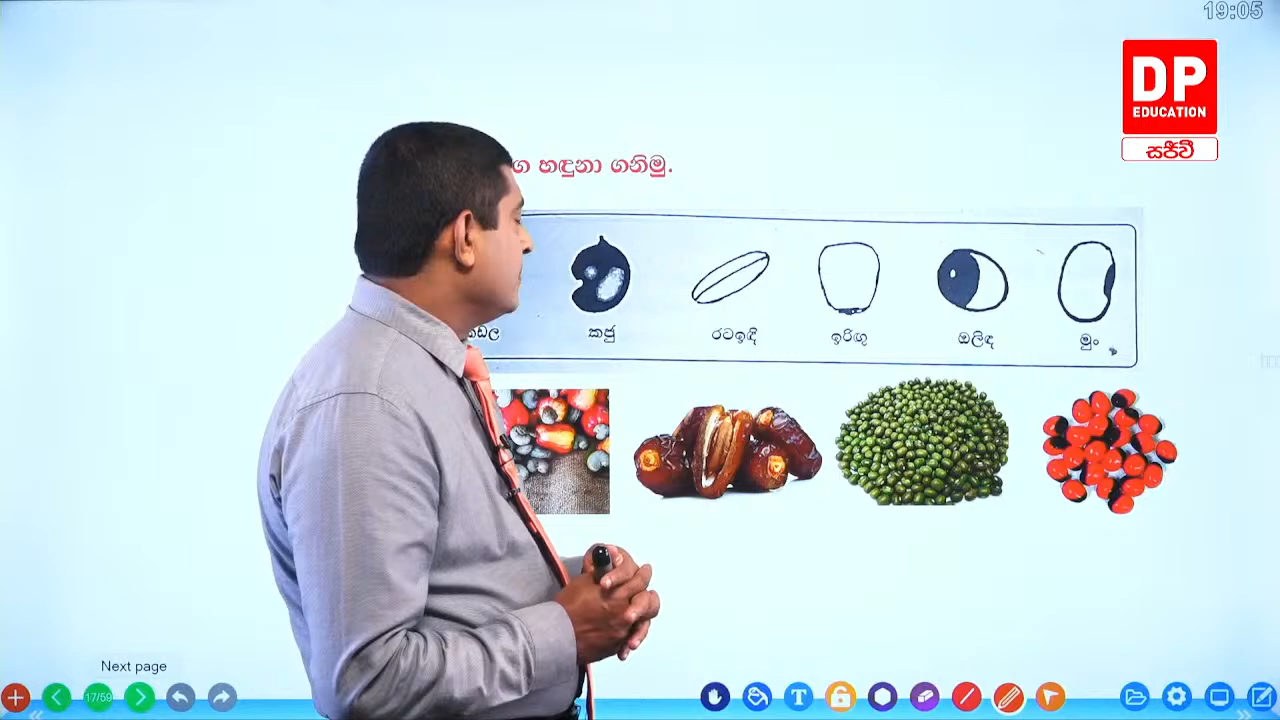 19:05
DP
EDUCATION
සජීවී
හඳුනා ගනිමු.
කජු
රටඉඳි
ඉරිඟු
ඔලිඳ
මුං
Next page
17/59
T